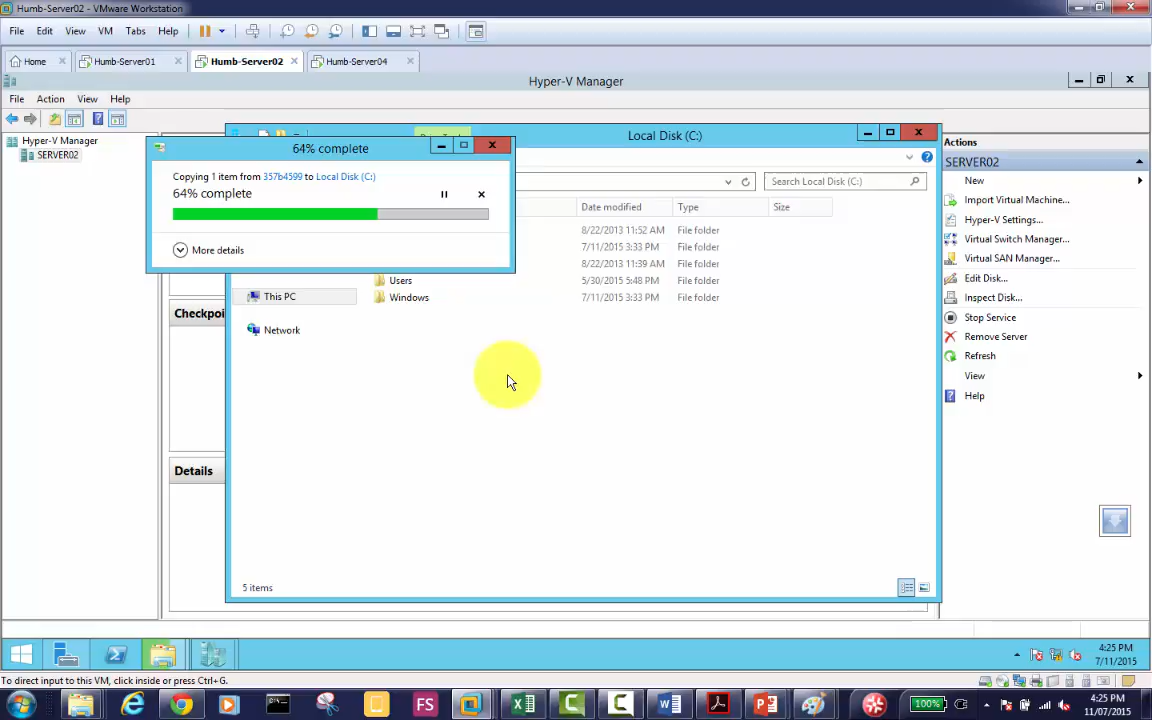 Humb-Server02 - VMware Workstation
File Edit View VM Tabs Help
Home Humb-Server01 Humb-Server02 Humb-Server04
Hyper-V Manager
File Action View Help
Hyper-V Manager
SERVER02
Local Disk (C:)
Search Local Disk (C:)
Date modified Type Size
8/22/2013 11:52 AM File folder
7/11/2015 3:33 PM File folder
8/22/2013 11:39 AM File folder
Users 5/30/2015 5:48 PM File folder
Windows 7/11/2015 3:33 PM File folder
This PC
Network
5 items
64% complete
Copying 1 item from 357b4599 to Local Disk (C:)
64% complete
More details
Checkpoi
Details
Actions
SERVER02
New
Import Virtual Machine...
Hyper-V Settings...
Virtual Switch Manager...
Virtual SAN Manager...
Edit Disk...
Inspect Disk...
Stop Service
Remove Server
Refresh
View
Help
4:25 PM
7/11/2015
To direct input to this VM, click inside or press Ctrl+G.
FS
100%
4:25 PM
11/07/2015